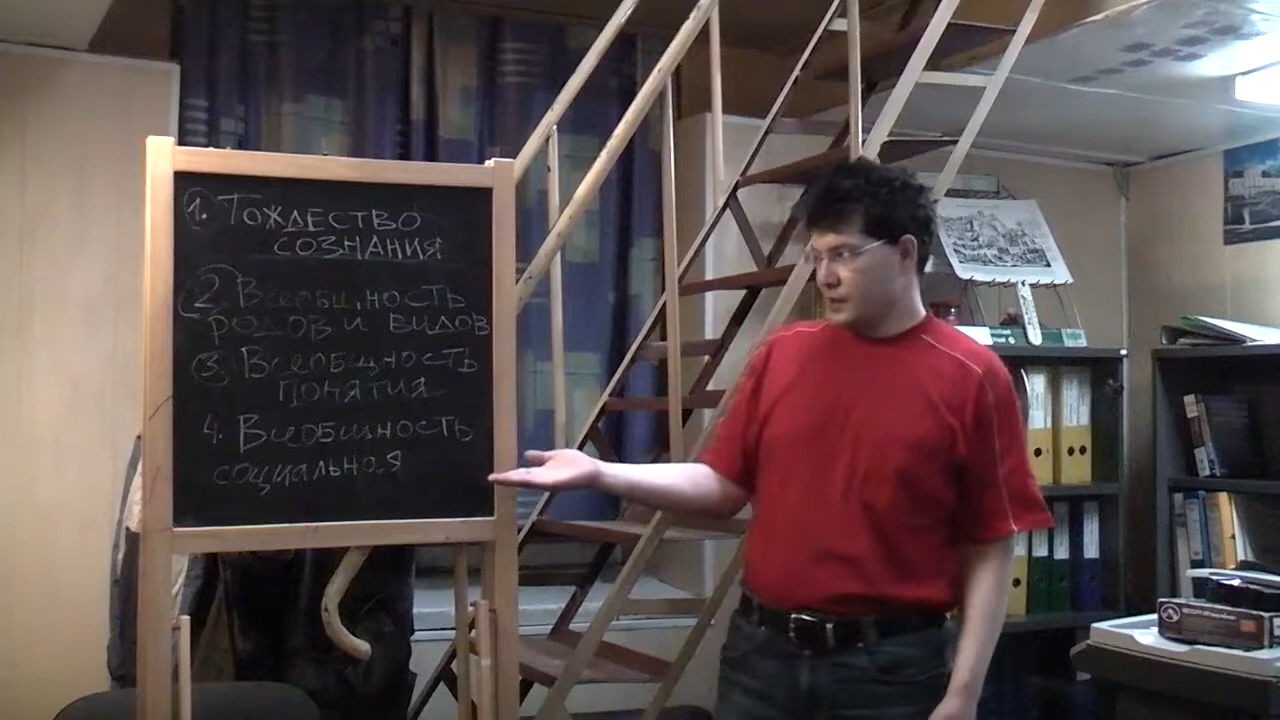 1. Тождество
сознания
2. Всеобщность
родов и видов
3. Всеобщность
понятия
4. Всеобщность
социальная